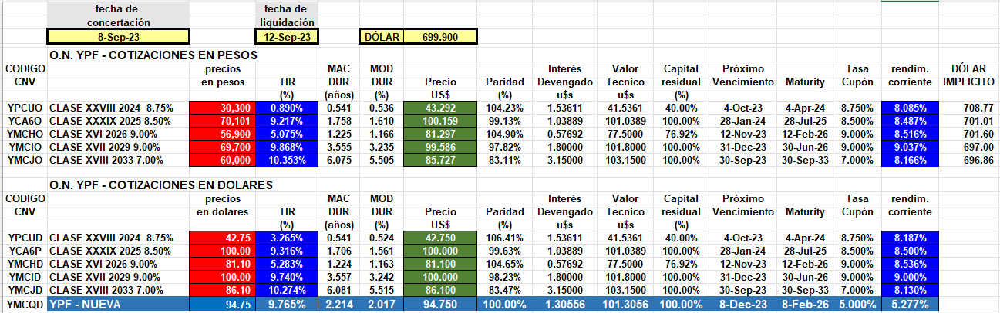 fecha de concertación fecha de liquidación
8-Sep-23 12-Sep-23 DÓLAR 699.900
O.N. YPF - COTIZACIONES EN PESOS
CODIGO precios MAC MOD Interés Valor Capital Próximo Tasa rendim. DÓLAR
CNV en pesos TIR DUR DUR Precio Paridad Devengado Tecnico residual Vencimiento Maturity Cupón corriente IMPLICITO
(%) (años) (%) US$ (%) u$s u$s (%)
YPCUO CLASE XXVIII 2024 8.75% 30,300 0.890% 0.541 0.536 43.292 104.23% 1.53611 41.5361 40.00% 4-Oct-23 4-Apr-24 8.750% 8.085% 708.77
YCA6O CLASE XXXIX 2025 8.50% 70,101 9.217% 1.758 1.610 100.159 99.13% 1.03889 101.0389 100.00% 28-Jan-24 28-Jul-25 8.500% 8.487% 701.01
YMCHO CLASE XVI 2026 9.00% 56,900 5.075% 1.225 1.166 81.297 104.90% 0.57692 77.5000 76.92% 12-Nov-23 12-Feb-26 9.000% 8.516% 701.60
YMCIO CLASE XVII 2029 9.00% 69,700 9.868% 3.555 3.235 99.586 97.82% 1.80000 101.8000 100.00% 31-Dec-23 30-Jun-26 9.000% 9.037% 697.00
YMCJO CLASE XVIII 2033 7.00% 60,000 10.353% 6.075 5.505 85.727 83.11% 3.15000 103.1500 100.00% 30-Sep-23 30-Sep-33 7.000% 8.166% 696.86
O.N. YPF - COTIZACIONES EN DOLARES
CODIGO precios MAC MOD Interés Valor Capital Próximo Tasa rendim.
CNV en dolares TIR DUR DUR Precio Paridad Devengado Tecnico residual Vencimiento Maturity Cupón corriente
(%) (años) (%) US$ (%) u$s u$s (%)
YPCUD CLASE XXVIII 2024 8.75% 42.75 3.265% 0.541 0.524 42.750 106.41% 1.53611 41.5361 40.00% 4-Oct-23 4-Apr-24 8.750% 8.187%
YCA6P CLASE XXXIX 2025 8.50% 100.00 9.316% 1.706 1.561 100.000 99.63% 1.03889 101.0389 100.00% 28-Jan-24 28-Jul-25 8.500% 8.500%
YMCHD CLASE XVI 2026 9.00% 81.10 5.283% 1.224 1.163 81.100 104.65% 0.57692 77.5000 76.92% 12-Nov-23 12-Feb-26 9.000% 8.536%
YMCID CLASE XVII 2029 9.00% 100.00 9.740% 3.557 3.242 100.000 98.23% 1.80000 101.8000 100.00% 31-Dec-23 30-Jun-26 9.000% 9.000%
YMCJD CLASE XVIII 2033 7.00% 86.10 10.274% 6.081 5.515 86.100 83.47% 3.15000 103.1500 100.00% 30-Sep-23 30-Sep-33 7.000% 8.130%
YMCQD YPF - NUEVA 94.75 9.765% 2.214 2.017 94.750 100.00% 1.30556 101.3056 100.00% 8-Dec-23 8-Feb-26 5.000% 5.277%